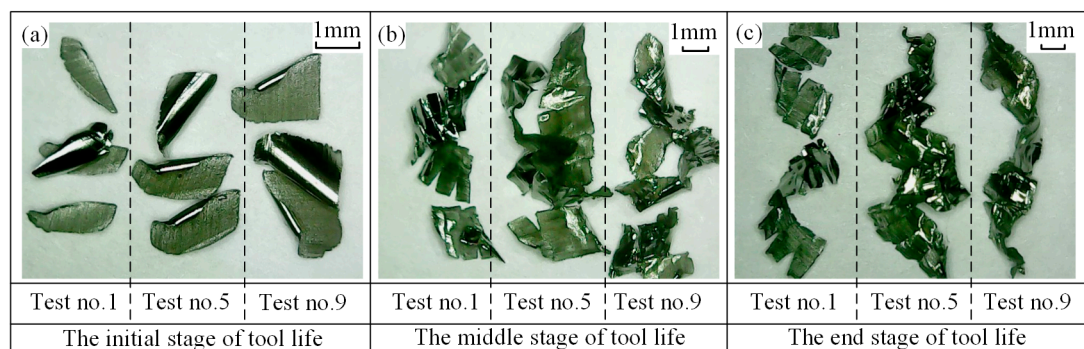 (a)
1mm
(b)
1mm
(c)
1mm
Test no.1
Test no.5
Test no.9
Test no.1
Test no.5
Test no.9
Test no.1
Test no.5
Test no.9
The initial stage of tool life
The middle stage of tool life
The end stage of tool life